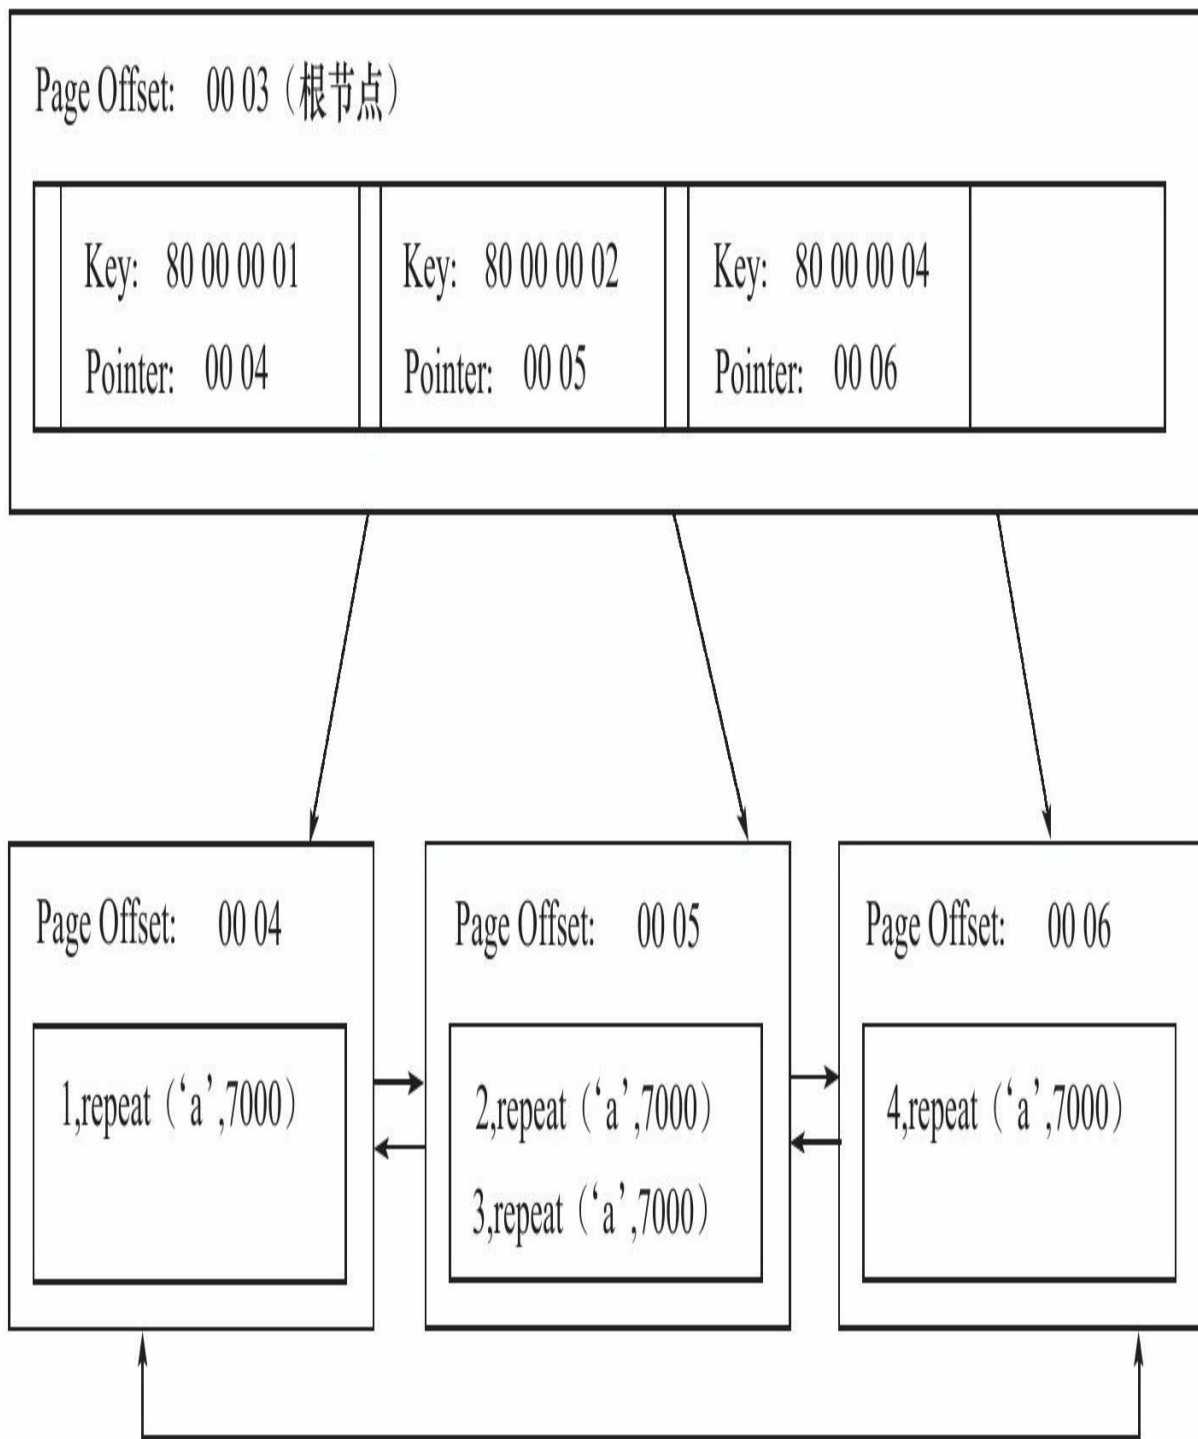 Page Offset: 00 03（根节点）
Key: 80 00 00 01
Pointer: 00 04
Key: 80 00 00 02
Pointer: 00 05
Key: 80 00 00 04
Pointer: 00 06
Page Offset: 00 04
1,repeat（‘a’,7000）
Page Offset: 00 05
2,repeat（‘a’,7000）
3,repeat（‘a’,7000）
Page Offset: 00 06
4,repeat（‘a’,7000）